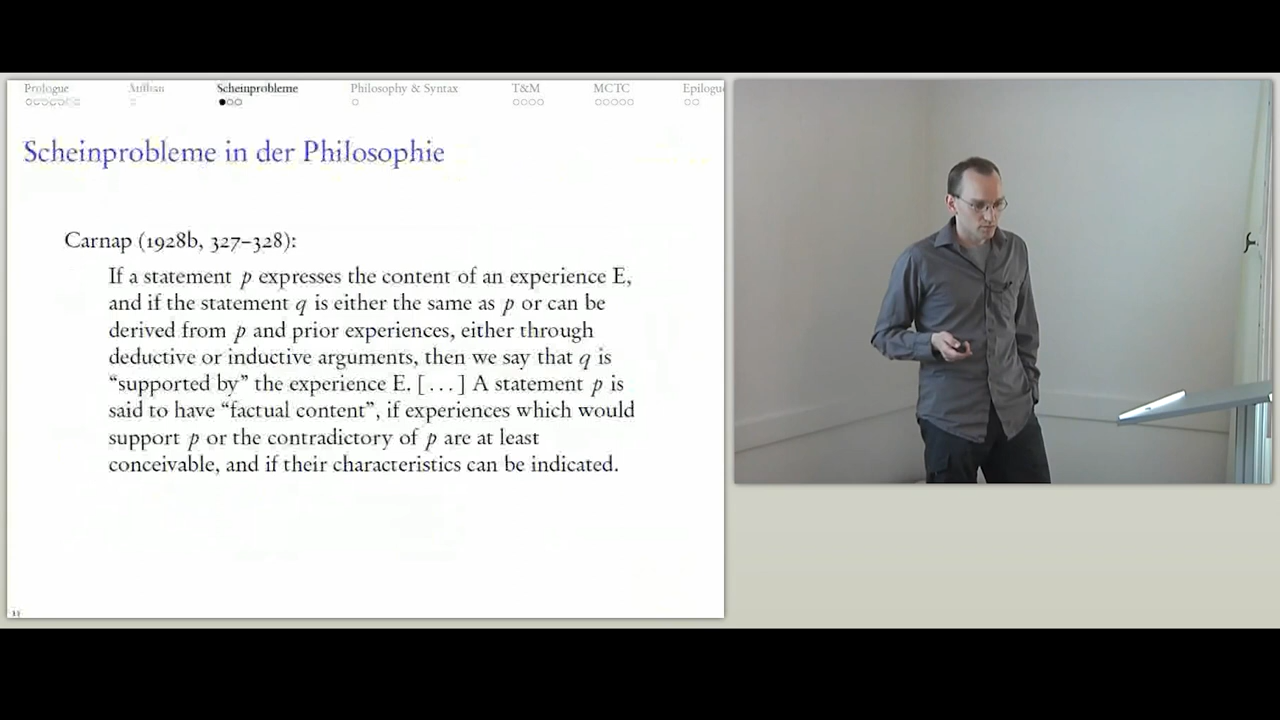 Prologue Scheinprobleme Philosophy & Syntax T&M MCTC Epilogu
Scheinprobleme in der Philosophie
Carnap (1928b, 327–328):
If a statement p expresses the content of an experience E,
and if the statement q is either the same as p or can be
derived from p and prior experiences, either through
deductive or inductive arguments, then we say that q is
“supported by” the experience E. [...] A statement p is
said to have “factual content”, if experiences which would
support p or the contradictory of p are at least
conceivable, and if their characteristics can be indicated.